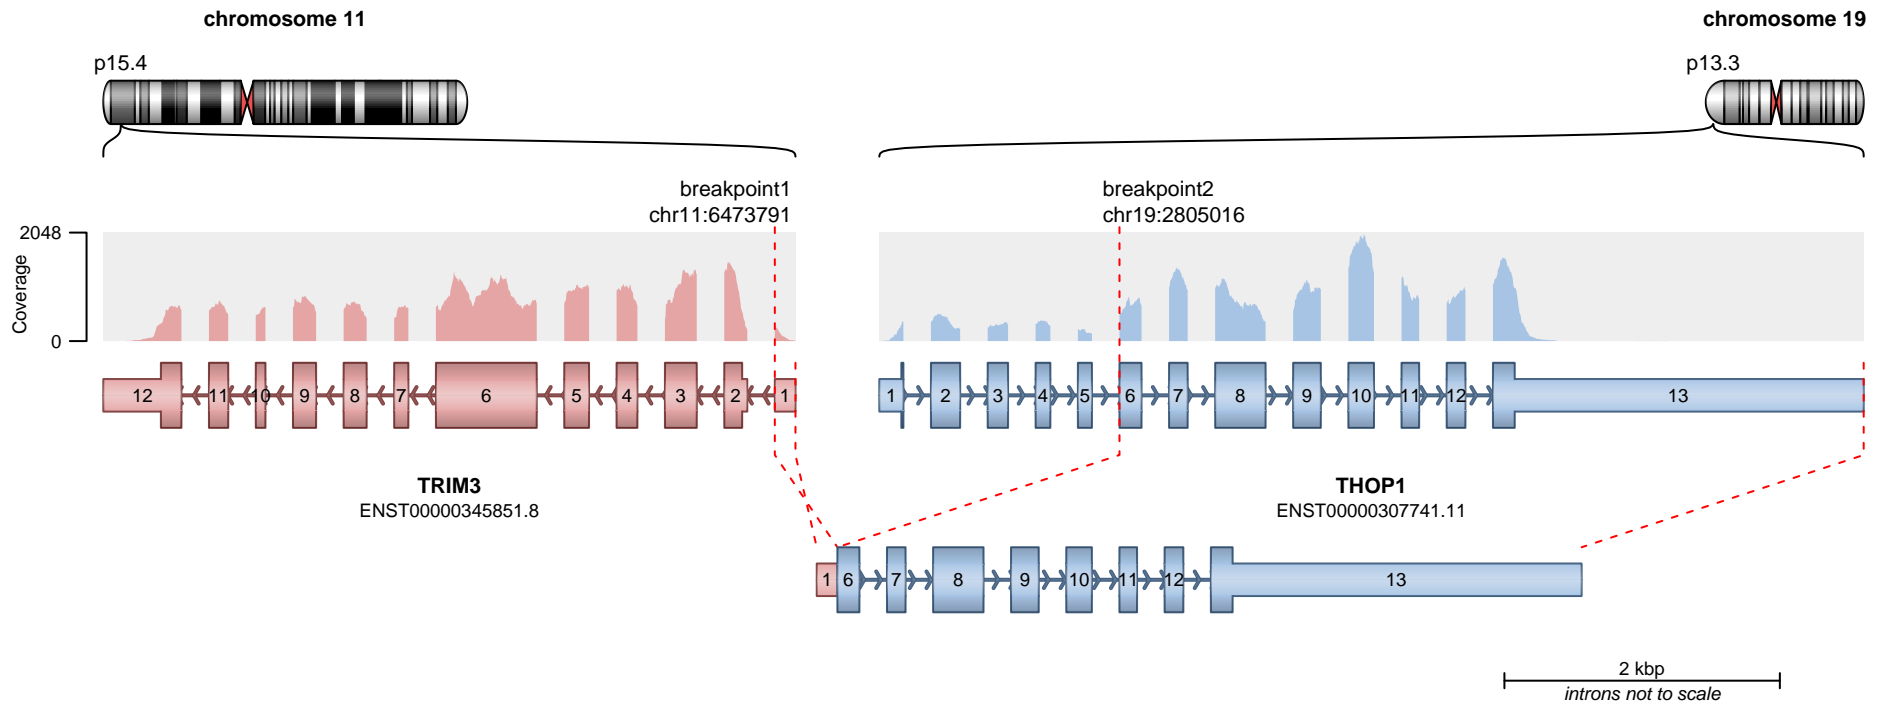 chromosome 11
chromosome 19
p15.4
p13.3
breakpoint1
chr11:6473791
breakpoint2
chr19:2805016
2048
0
Coverage
12 11 10 9 8 7 6 5 4 3 2 1
1 2 3 4 5 6 7 8 9 10 11 12 13
TRIM3
ENST00000345851.8
THOP1
ENST00000307741.11
1 6 7 8 9 10 11 12 13
2 kbp
introns not to scale